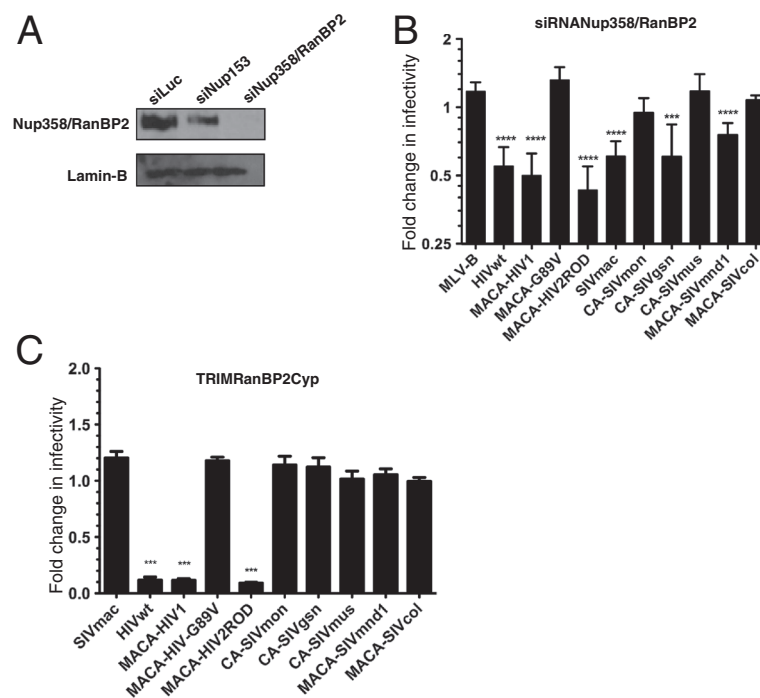 A
siLuc
siNup153
siNup358/RanBP2
Nup358/RanBP2
Lamin-B
B
siRNANup358/RanBP2
Fold change in infectivity
2
1
0.5
0.25
****
****
****
****
***
****
MLV-B
HIVwt
MACA-HIV1
MACA-G89V
MACA-HIV2ROD
SIVmac
CA-SIVmon
CA-SIVgsn
CA-SIVmus
MACA-SIVmnd1
MACA-SIVcol
C
TRIMRanBP2Cyp
Fold change in infectivity
2.0
1.5
1.0
0.5
0.0
***
***
***
SIVmac
HIVwt
MACA-HIV1
MACA-HIV-G89V
MACA-HIV2ROD
CA-SIVmon
CA-SIVgsn
CA-SIVmus
MACA-SIVmnd1
MACA-SIVcol